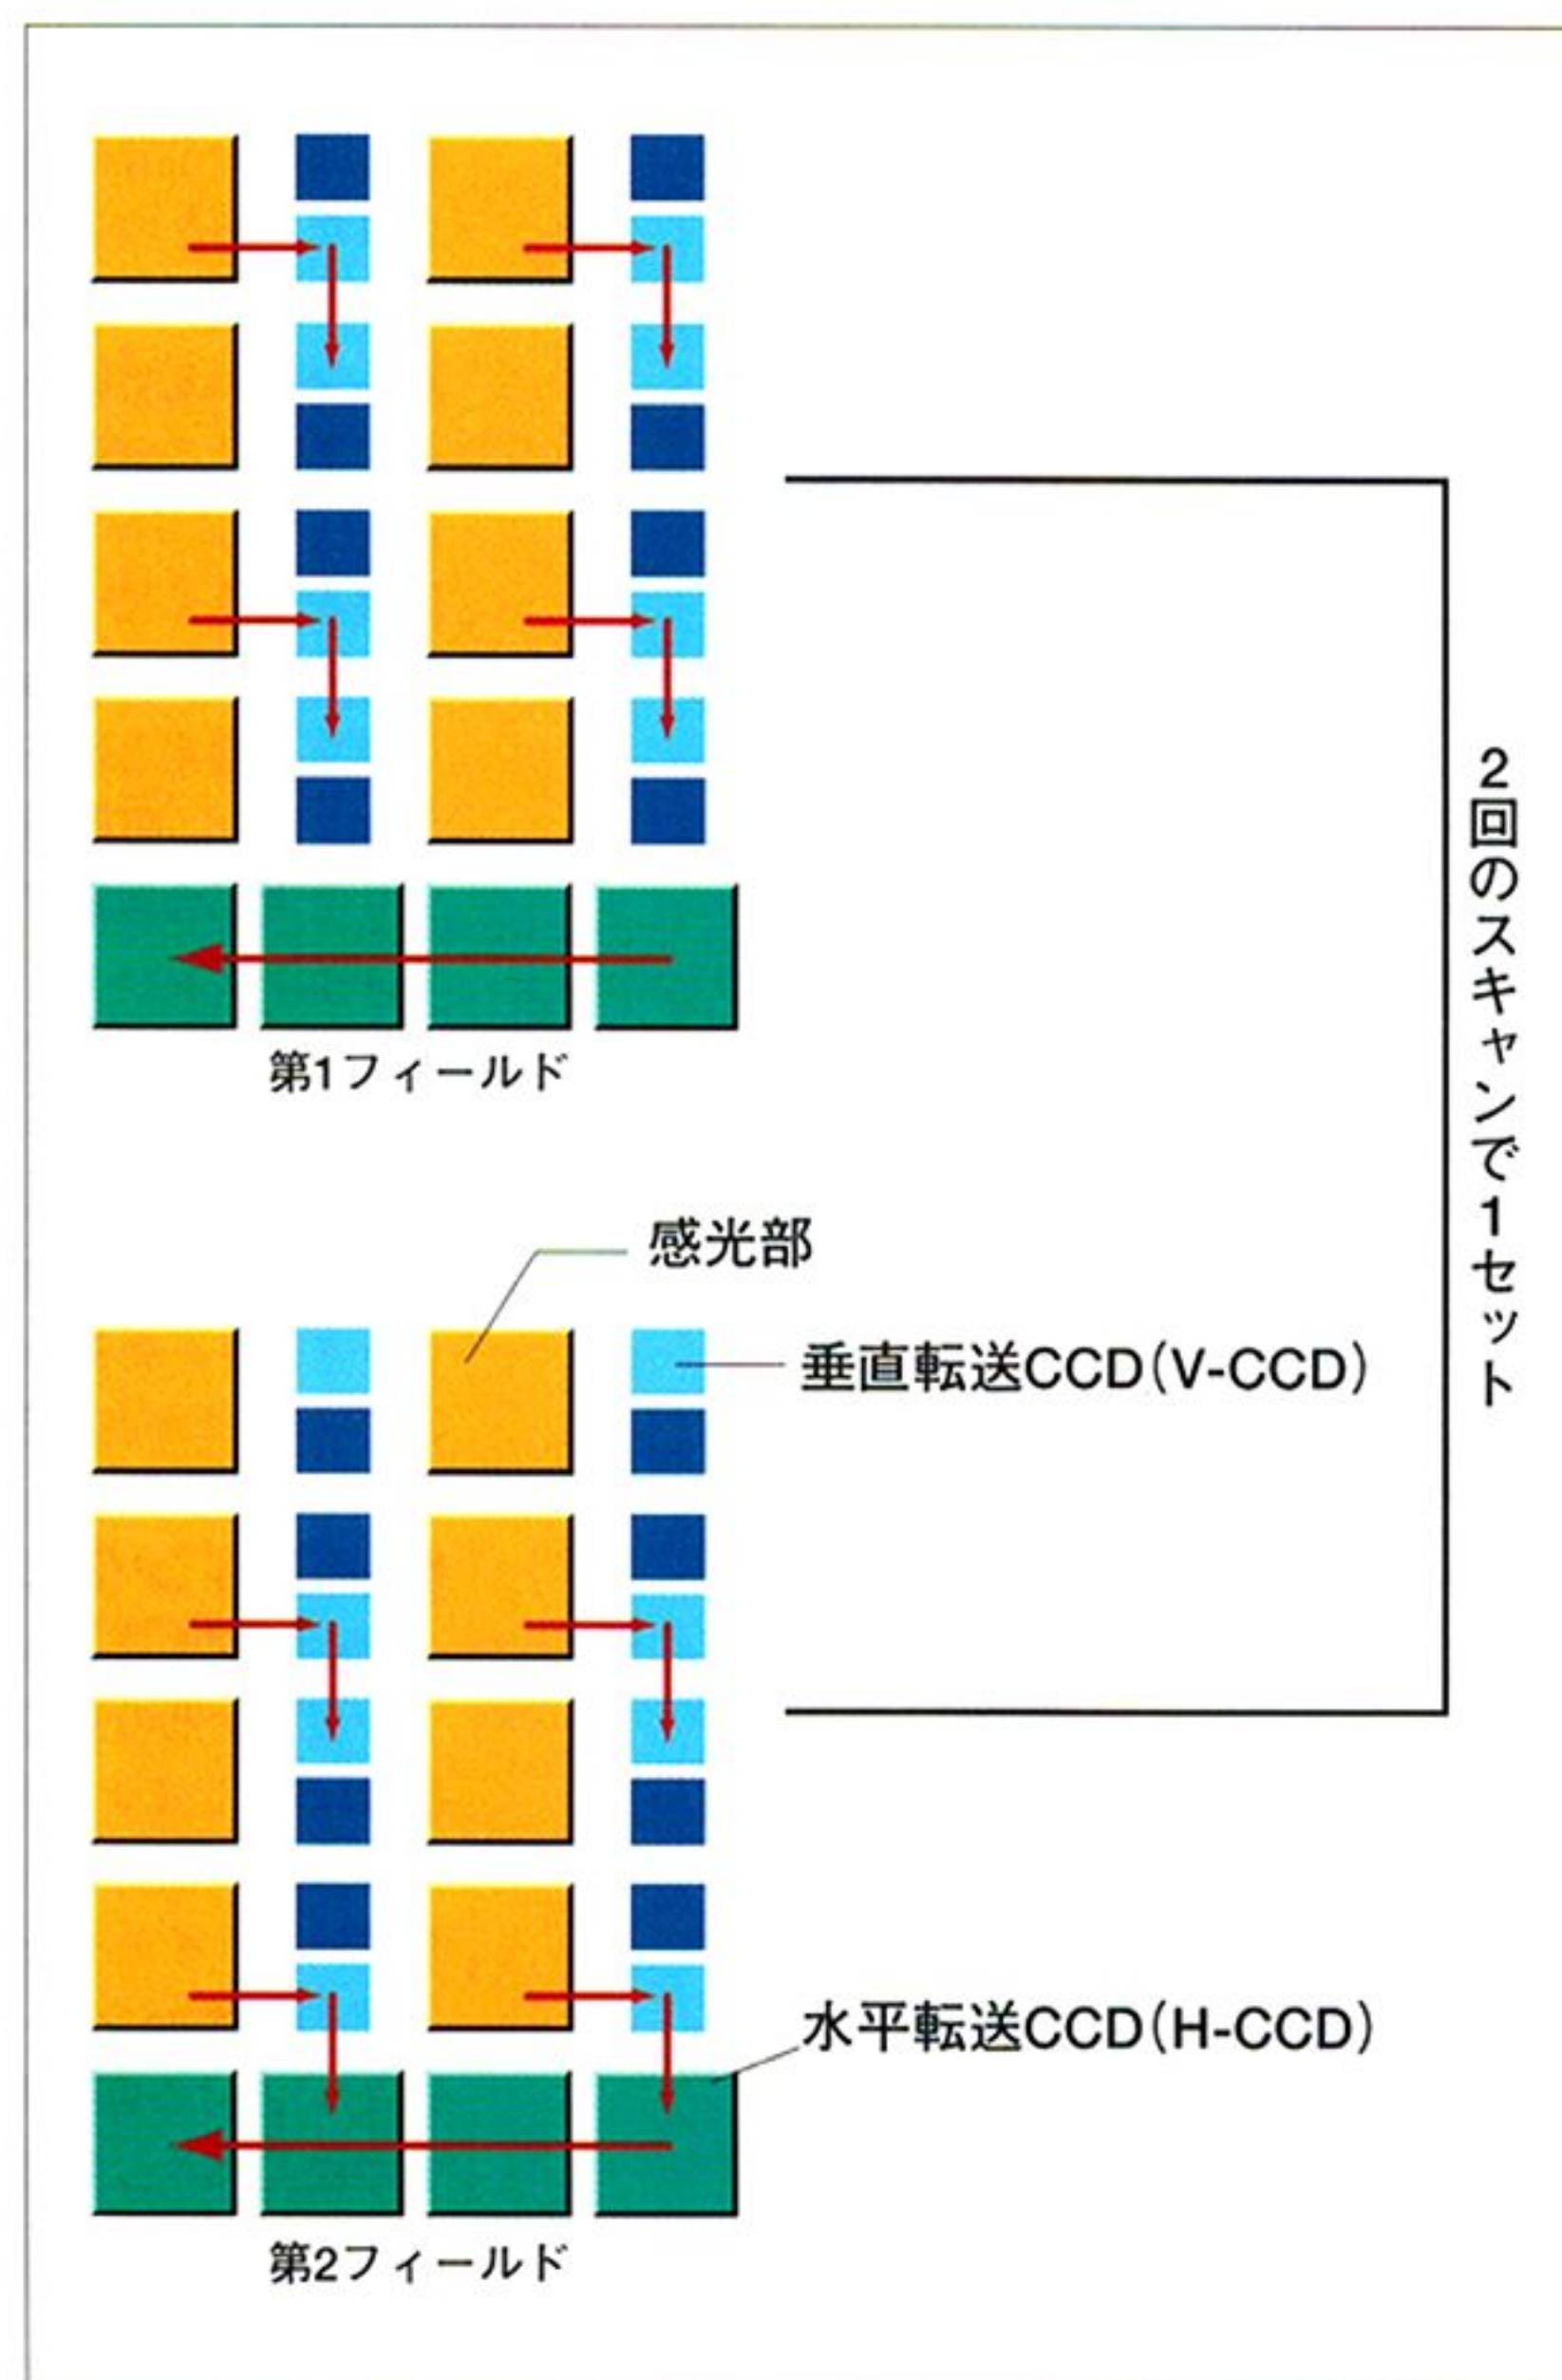 第1フィールド
感光部
垂直転送CCD(V-CCD)
水平転送CCD(H-CCD)
第2フィールド
2回のスキャンで1セット